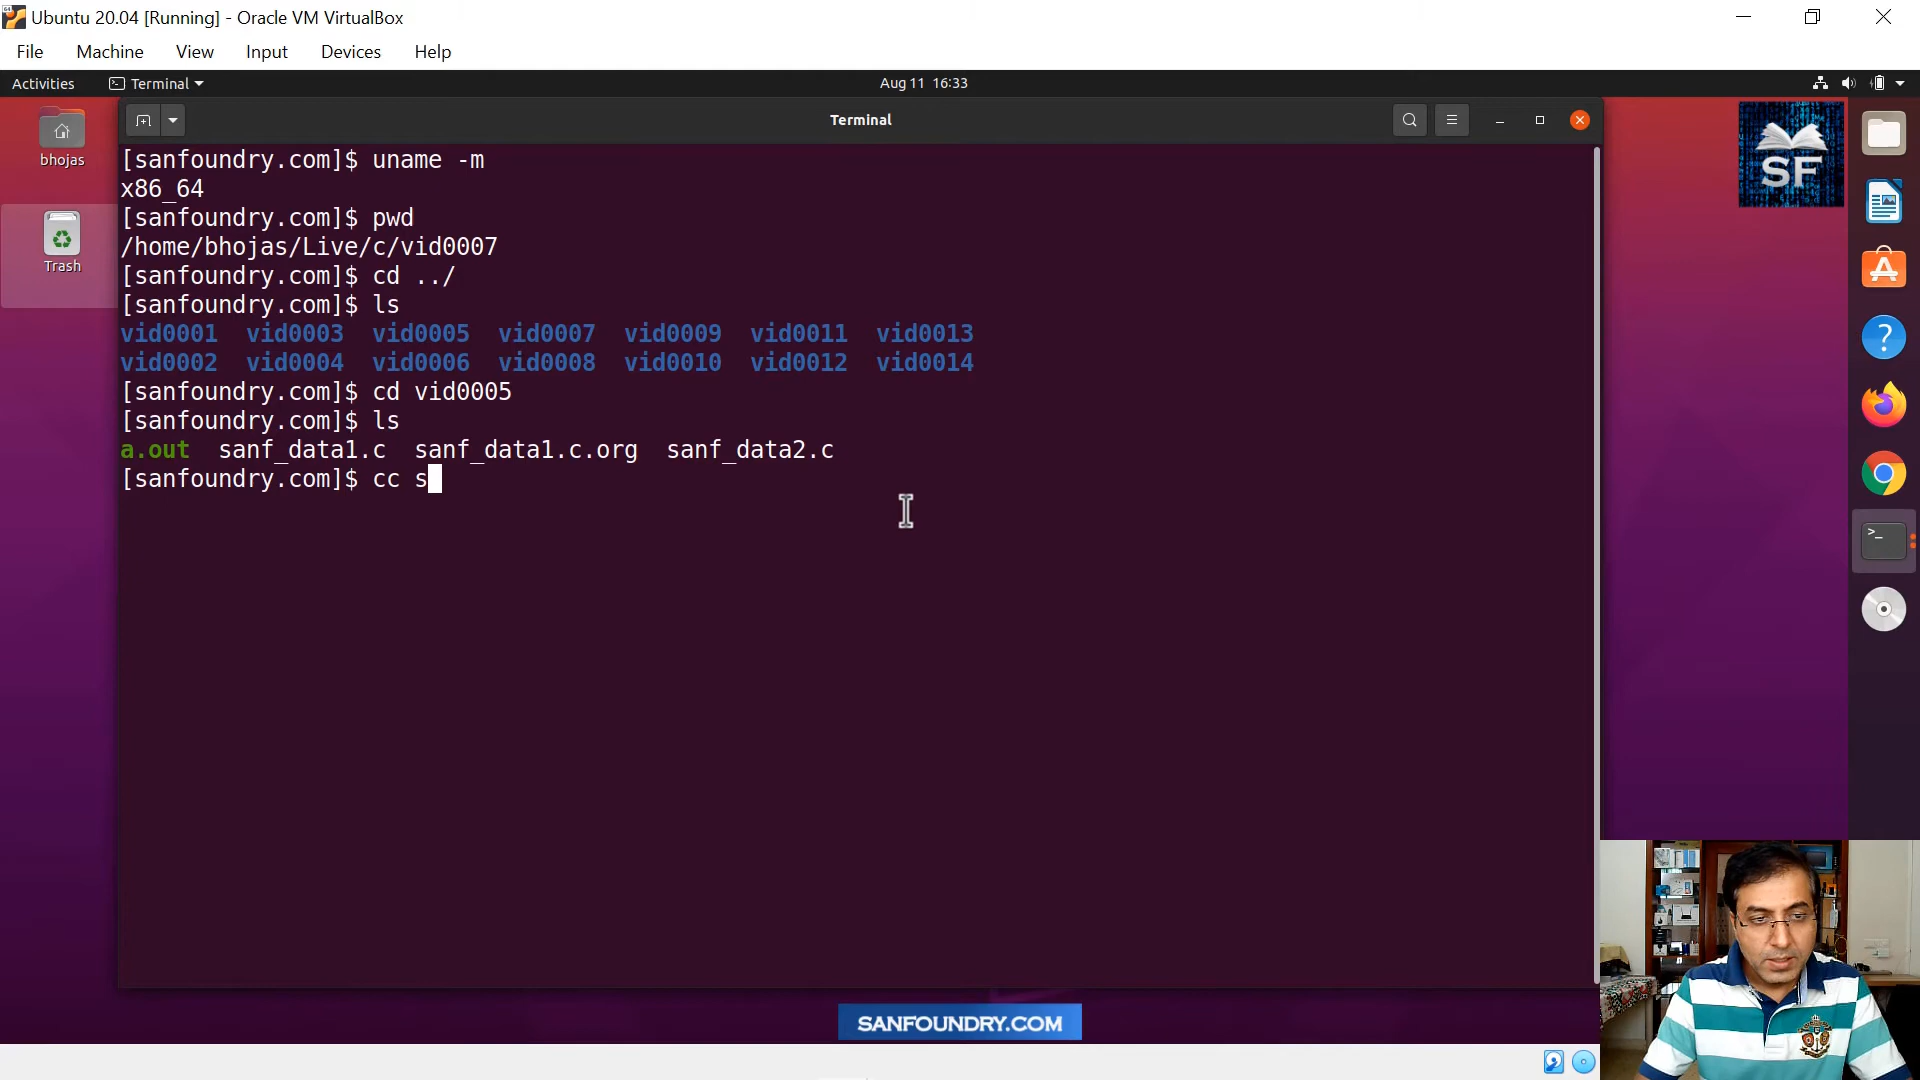 Ubuntu 20.04 [Running] - Oracle VM VirtualBox
File Machine View Input Devices Help
Activities Terminal Aug 11 16:33
bhojas
Trash
Terminal
SF
[sanfoundry.com]$ uname -m
x86_64
[sanfoundry.com]$ pwd
/home/bhojas/Live/c/vid0007
[sanfoundry.com]$ cd ../
[sanfoundry.com]$ ls
vid0001 vid0003 vid0005 vid0007 vid0009 vid0011 vid0013
vid0002 vid0004 vid0006 vid0008 vid0010 vid0012 vid0014
[sanfoundry.com]$ cd vid0005
[sanfoundry.com]$ ls
a.out sanf_data1.c sanf_data1.c.org sanf_data2.c
[sanfoundry.com]$ cc s
SANFOUNDRY.COM